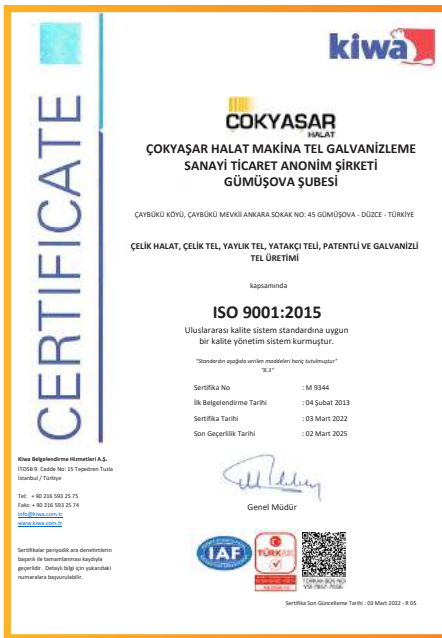 kiwa
CERTIFICATE
ÇOKYAŞAR
HALAT
ÇOKYAŞAR HALAT MAKİNA TEL GALVANİZLEME
SANAYİ TİCARET ANONİM ŞİRKETİ
GÜMÜŞOVA ŞUBESİ
ÇAYBÜKÜ KÖYÜ, ÇAYBÜKÜ MEVKİİ ANKARA SOKAK NO: 45 GÜMÜŞOVA - DÜZCE - TÜRKİYE
ÇELİK HALAT, ÇELİK TEL, YAYLIK TEL, YATAKÇI TELİ, PATENTLİ VE GALVANİZLİ
TEL ÜRETİMİ
kapsamında
ISO 9001:2015
Uluslararası kalite sistem standardına uygun
bir kalite yönetim sistem kurmuştur.
"Standardın aşağıda verilen maddeleri hariç tutulmuştur"
"8.3"
Sertifika No : M 9344
İlk Belgelendirme Tarihi : 04 Şubat 2013
Sertifika Tarihi : 03 Mart 2022
Son Geçerlilik Tarihi : 02 Mart 2025
Kiwa Belgelendirme Hizmetleri A.Ş.
İTOSB 9. Cadde No: 15 Tepeören Tuzla
İstanbul / Türkiye
Tel: + 90 216 593 25 75
Faks: + 90 216 593 25 74
info@kiwa.com.tr
www.kiwa.com.tr
Genel Müdür
Sertifikalar periyodik ara denetimlerin
başarılı ile tamamlanması kaydıyla
geçerlidir. Detaylı bilgi için yukarıdaki
numaralara başvurulabilir.
IAF
TÜRKAK
Sertifika Son Güncelleme Tarihi : 03 Mart 2022 - R 05